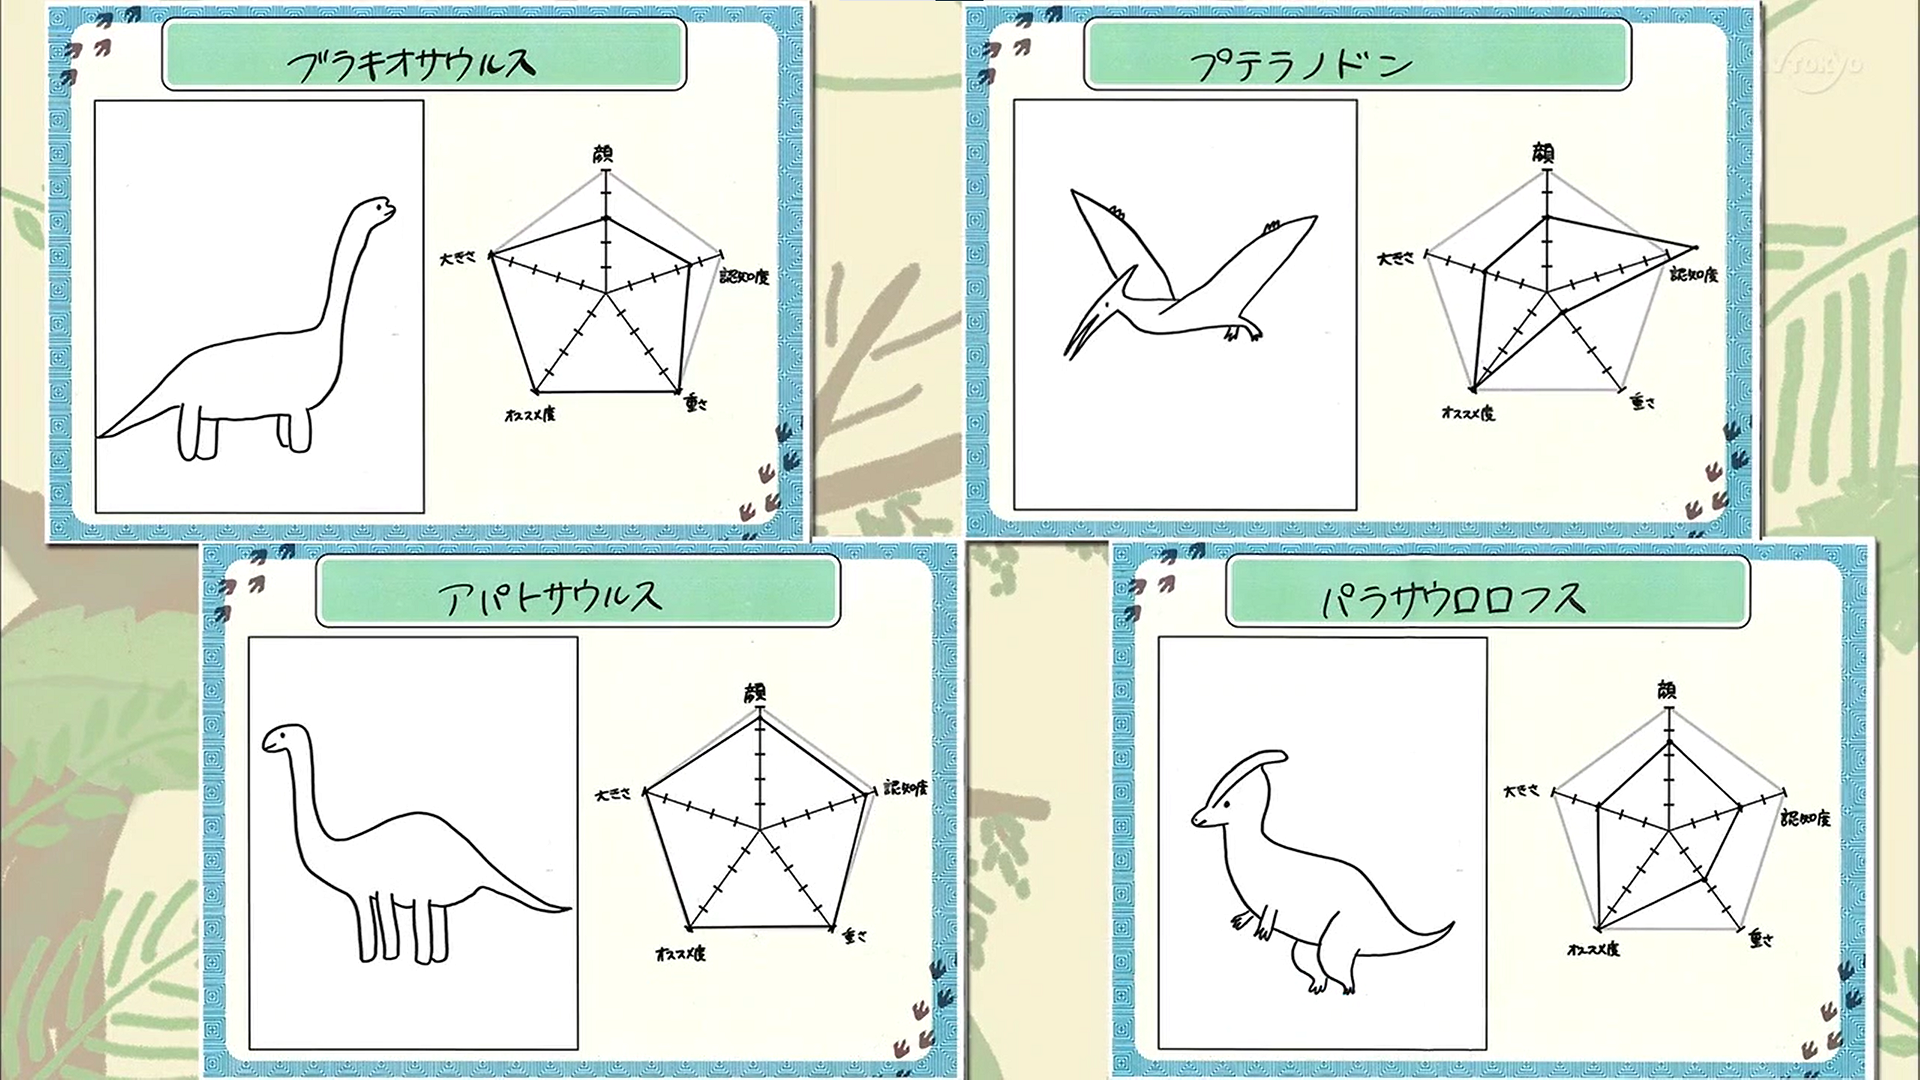 ブラキオサウルス
顔
大きさ
認知度
オススメ度
重さ
プテラノドン
TV TOKYO
顔
大きさ
認知度
オススメ度
重さ
アパトサウルス
顔
大きさ
認知度
オススメ度
重さ
パラサウロロフス
顔
大きさ
認知度
オススメ度
重さ